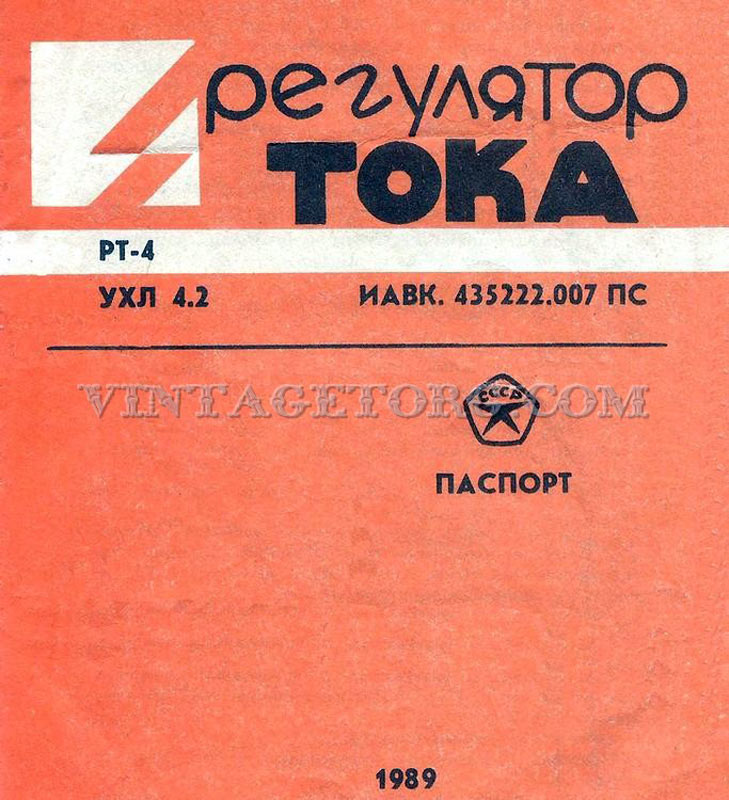 регулятор
ТОКА
РТ-4
УХЛ 4.2 ИАВК. 435222.007 ПС
VINTAGETORG.COM
СССР
ПАСПОРТ
1989